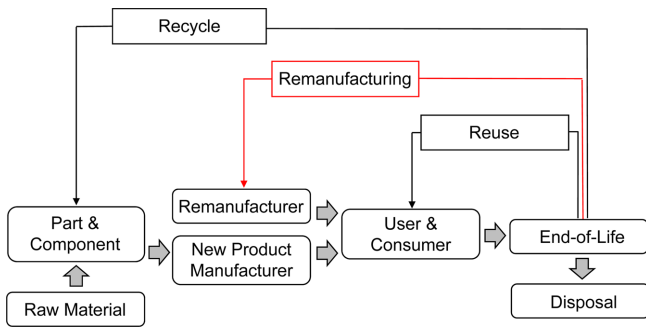 Recycle
Remanufacturing
Reuse
Remanufacturer
Part &
Component
User &
Consumer
New Product
Manufacturer
End-of-Life
Raw Material
Disposal